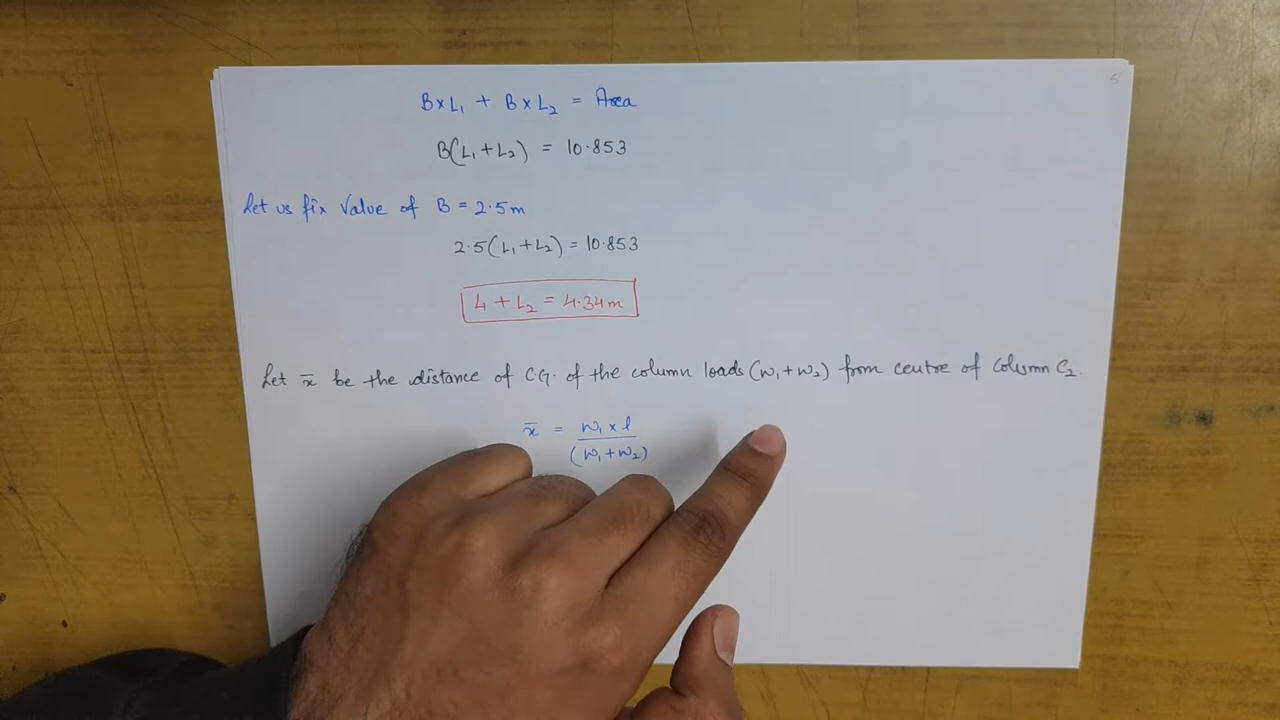 5
B×L₁ + B×L₂ = Area
B(L₁+L₂) = 10.853
Let us fix Value of B = 2.5m
2.5(L₁+L₂) = 10.853
L₁ + L₂ = 4.34m
Let x̄ be the distance of C.G. of the column loads (W₁+W₂) from centre of Column C₂.
x̄ = W₁ × l
(W₁+W₂)